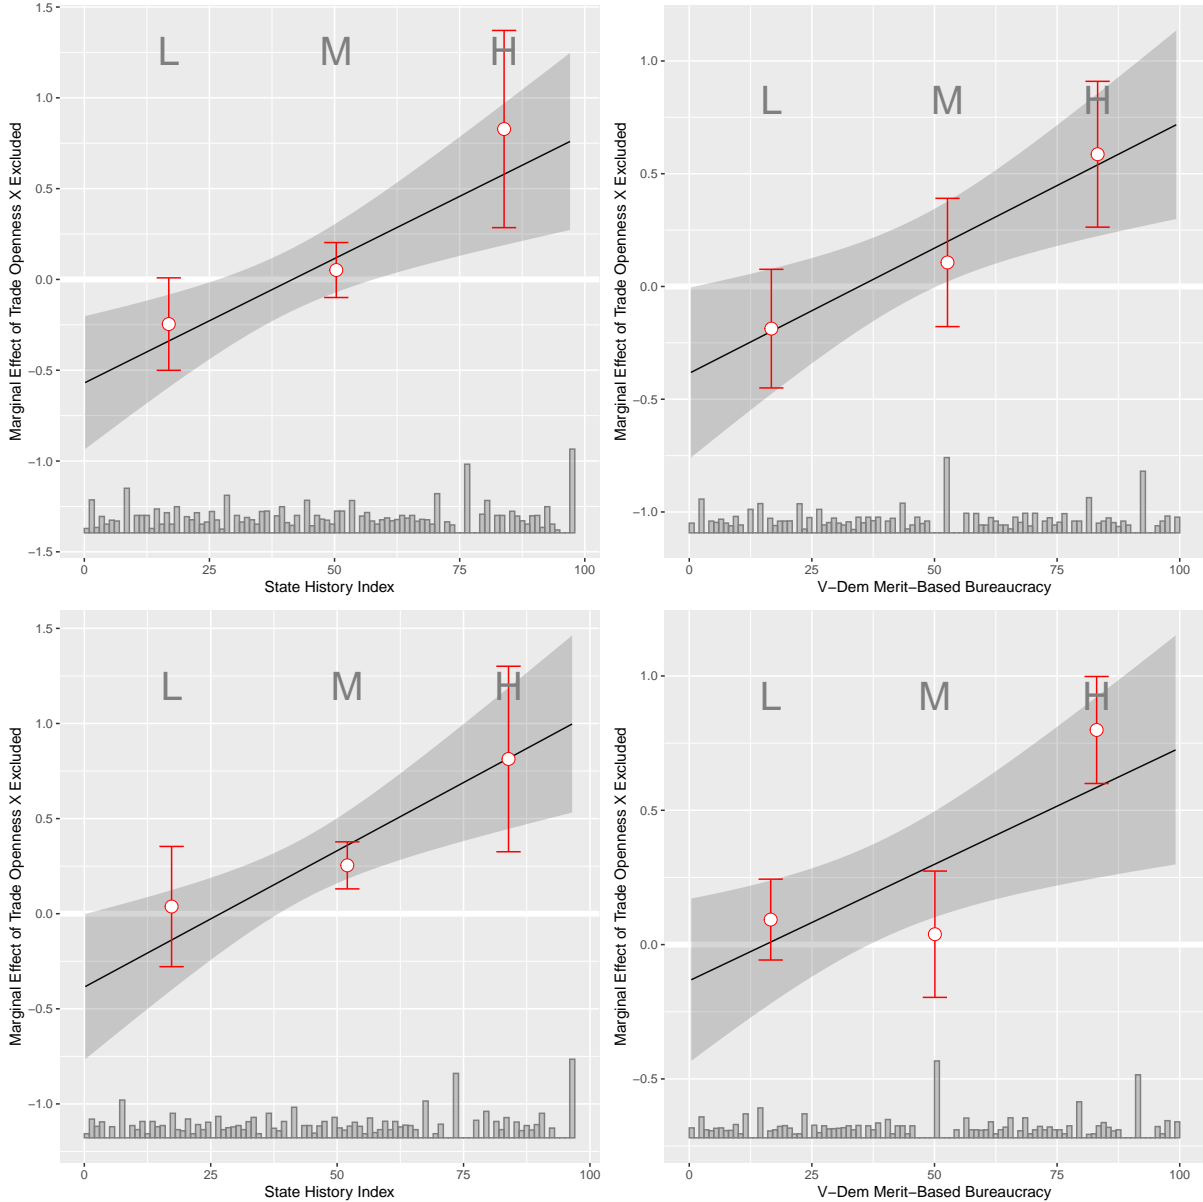 Marginal Effect of Trade Openness X Excluded
1.5
1.0
0.5
0.0
−0.5
−1.0
−1.5
L M H
0 25 50 75 100
State History Index
Marginal Effect of Trade Openness X Excluded
1.0
0.5
0.0
−0.5
−1.0
L M H
0 25 50 75 100
V−Dem Merit−Based Bureaucracy
Marginal Effect of Trade Openness X Excluded
1.5
1.0
0.5
0.0
−0.5
−1.0
L M H
0 25 50 75 100
State History Index
Marginal Effect of Trade Openness X Excluded
1.0
0.5
0.0
−0.5
L M H
0 25 50 75 100
V−Dem Merit−Based Bureaucracy